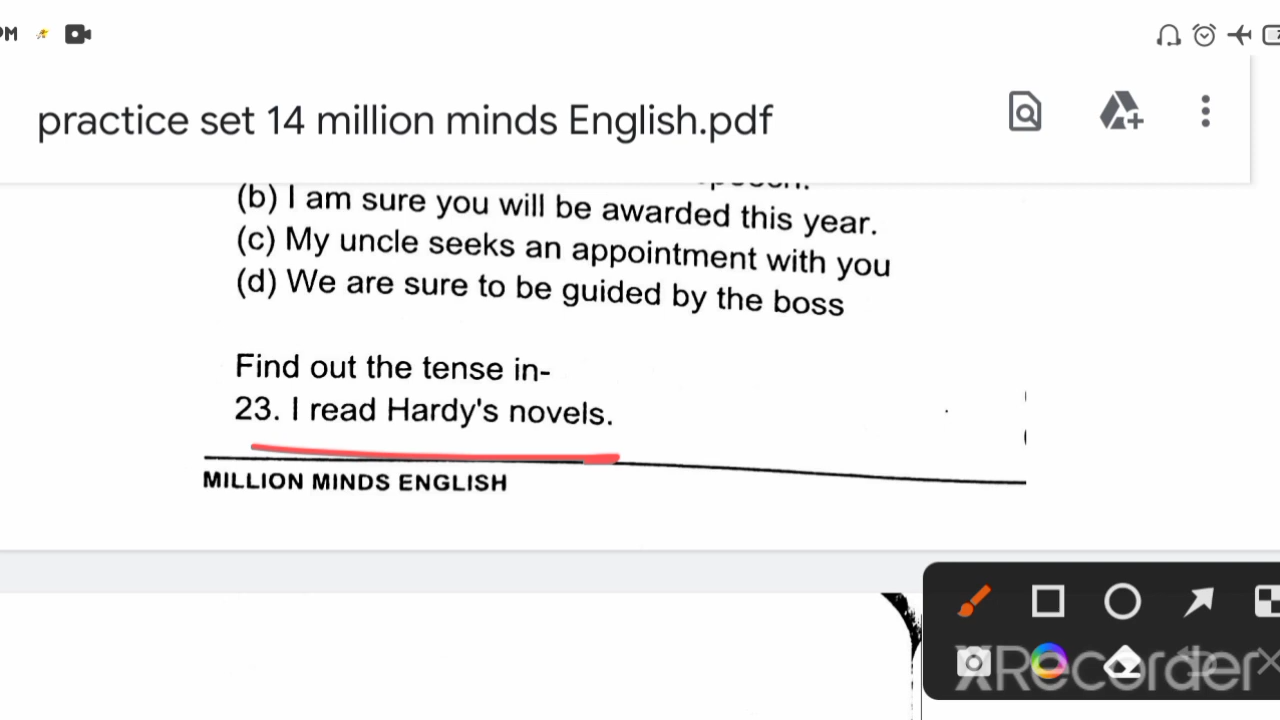 practice set 14 million minds English.pdf
(b) I am sure you will be awarded this year.
(c) My uncle seeks an appointment with you
(d) We are sure to be guided by the boss
Find out the tense in-
23. I read Hardy's novels.
MILLION MINDS ENGLISH
XRecorder